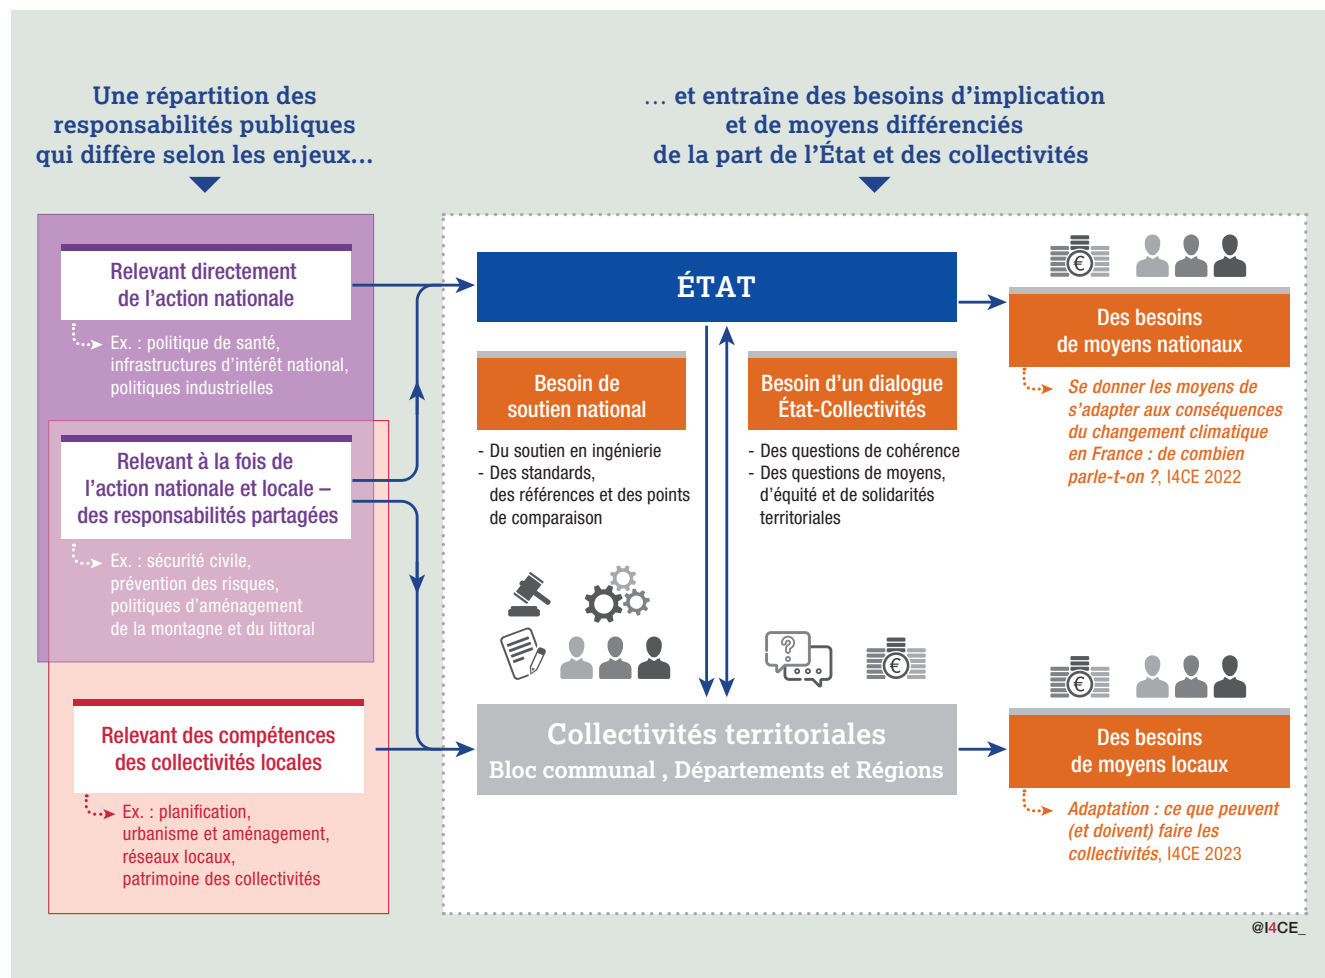 Une répartition des
responsabilités publiques
qui diffère selon les enjeux...
... et entraîne des besoins d'implication
et de moyens différenciés
de la part de l'État et des collectivités
Relevant directement
de l'action nationale
Ex. : politique de santé,
infrastructures d'intérêt national,
politiques industrielles
Relevant à la fois de
l'action nationale et locale –
des responsabilités partagées
Ex. : sécurité civile,
prévention des risques,
politiques d'aménagement
de la montagne et du littoral
Relevant des compétences
des collectivités locales
Ex. : planification,
urbanisme et aménagement,
réseaux locaux,
patrimoine des collectivités
ÉTAT
Besoin de
soutien national
- Du soutien en ingénierie
- Des standards,
des références et des points
de comparaison
Besoin d'un dialogue
État-Collectivités
- Des questions de cohérence
- Des questions de moyens,
d'équité et de solidarités
territoriales
?
€
Collectivités territoriales
Bloc communal , Départements et Régions
€
Des besoins
de moyens nationaux
Se donner les moyens de
s'adapter aux conséquences
du changement climatique
en France : de combien
parle-t-on ?, I4CE 2022
€
Des besoins
de moyens locaux
Adaptation : ce que peuvent
(et doivent) faire les
collectivités, I4CE 2023
@I4CE_